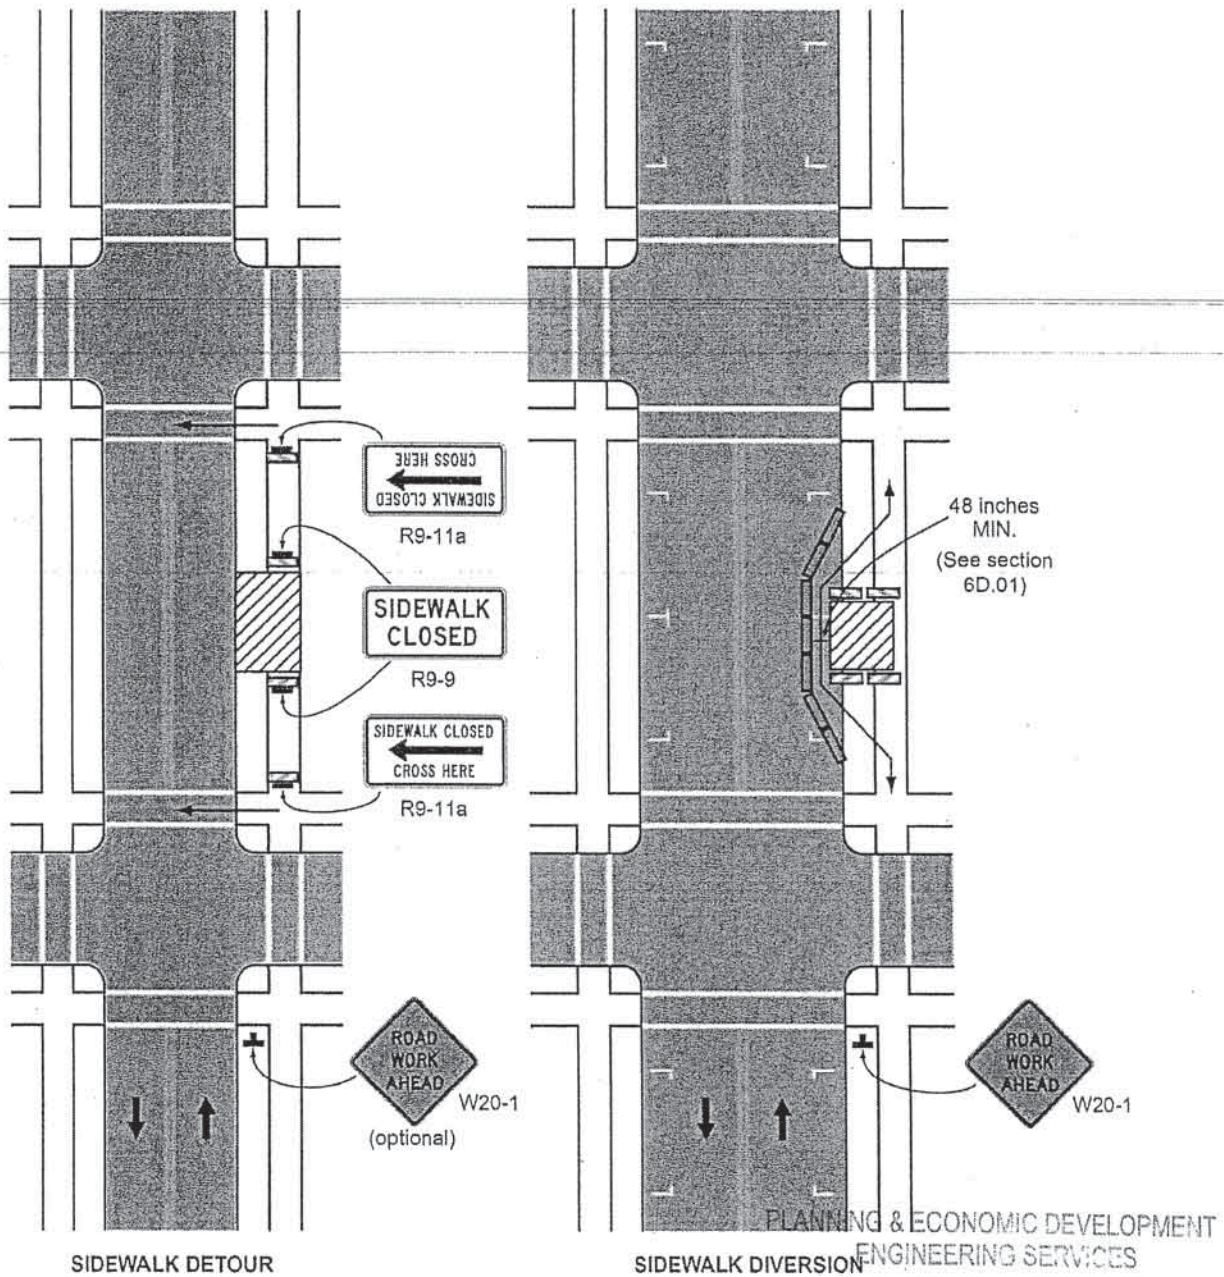 CROSS HERE
SIDEWALK CLOSED
R9-11a
SIDEWALK
CLOSED
R9-9
SIDEWALK CLOSED
CROSS HERE
R9-11a
ROAD
WORK
AHEAD
W20-1
(optional)
SIDEWALK DETOUR
48 inches
MIN.
(See section
6D.01)
ROAD
WORK
AHEAD
W20-1
SIDEWALK DIVERSION
PLANNING & ECONOMIC DEVELOPMENT
ENGINEERING SERVICES